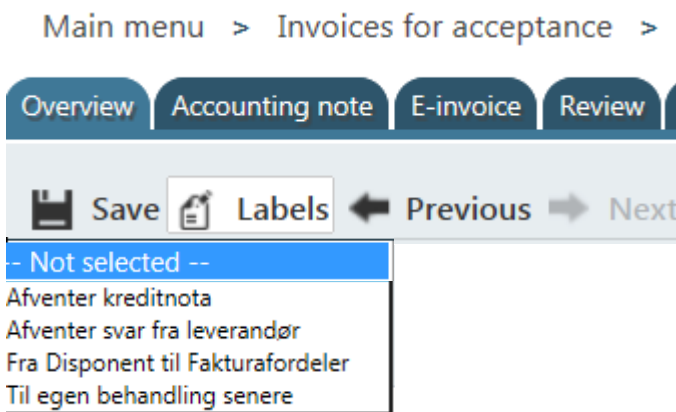 Main menu > Invoices for acceptance >
Overview Accounting note E-invoice Review
Save Labels Previous Next
-- Not selected --
Afventer kreditnota
Afventer svar fra leverandør
Fra Disponent til Fakturafordeler
Til egen behandling senere